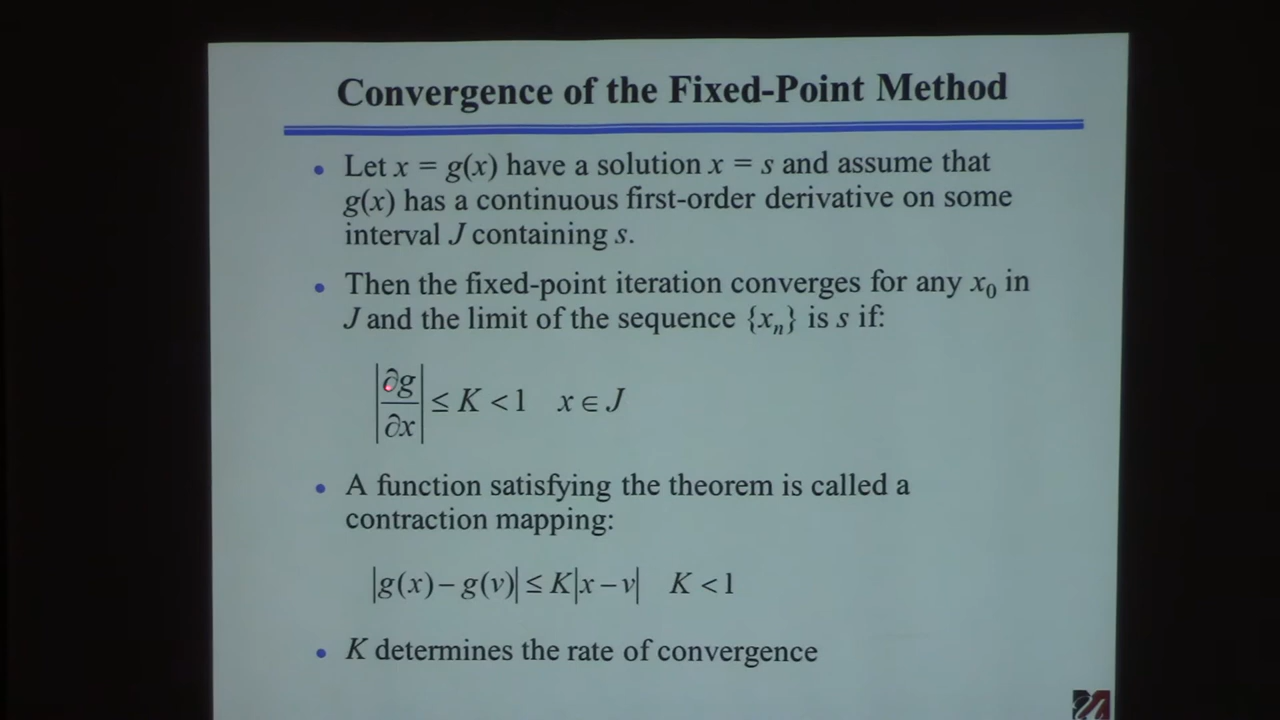 Convergence of the Fixed-Point Method
• Let x = g(x) have a solution x = s and assume that
g(x) has a continuous first-order derivative on some
interval J containing s.
• Then the fixed-point iteration converges for any x₀ in
J and the limit of the sequence {xₙ} is s if:
|∂g/∂x| ≤ K < 1 x ∈ J
• A function satisfying the theorem is called a
contraction mapping:
|g(x) − g(v)| ≤ K|x − v| K < 1
• K determines the rate of convergence